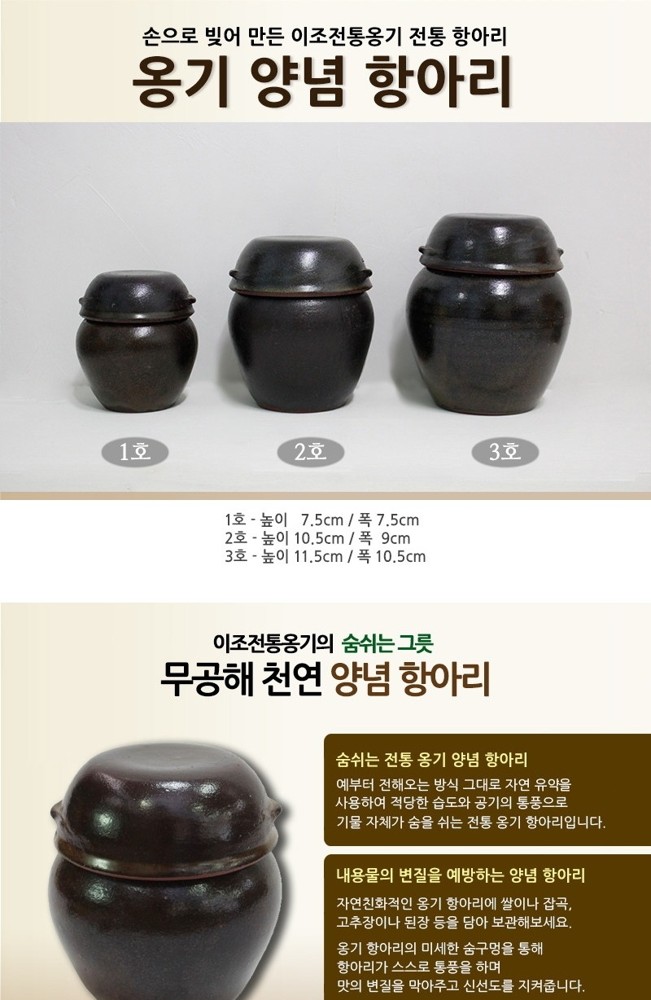 손으로 빚어 만든 이조전통옹기 전통 항아리
옹기 양념 항아리
1호
2호
3호
1호 - 높이 7.5cm / 폭 7.5cm
2호 - 높이 10.5cm / 폭 9cm
3호 - 높이 11.5cm / 폭 10.5cm
이조전통옹기의 숨쉬는 그릇
무공해 천연 양념 항아리
숨쉬는 전통 옹기 양념 항아리
예부터 전해오는 방식 그대로 자연 유약을
사용하여 적당한 습도와 공기의 통풍으로
기물 자체가 숨을 쉬는 전통 옹기 항아리입니다.
내용물의 변질을 예방하는 양념 항아리
자연친화적인 옹기 항아리에 쌀이나 잡곡,
고추장이나 된장 등을 담아 보관해보세요.
옹기 항아리의 미세한 숨구멍을 통해
항아리가 스스로 통풍을 하며
맛의 변질을 막아주고 신선도를 지켜줍니다.